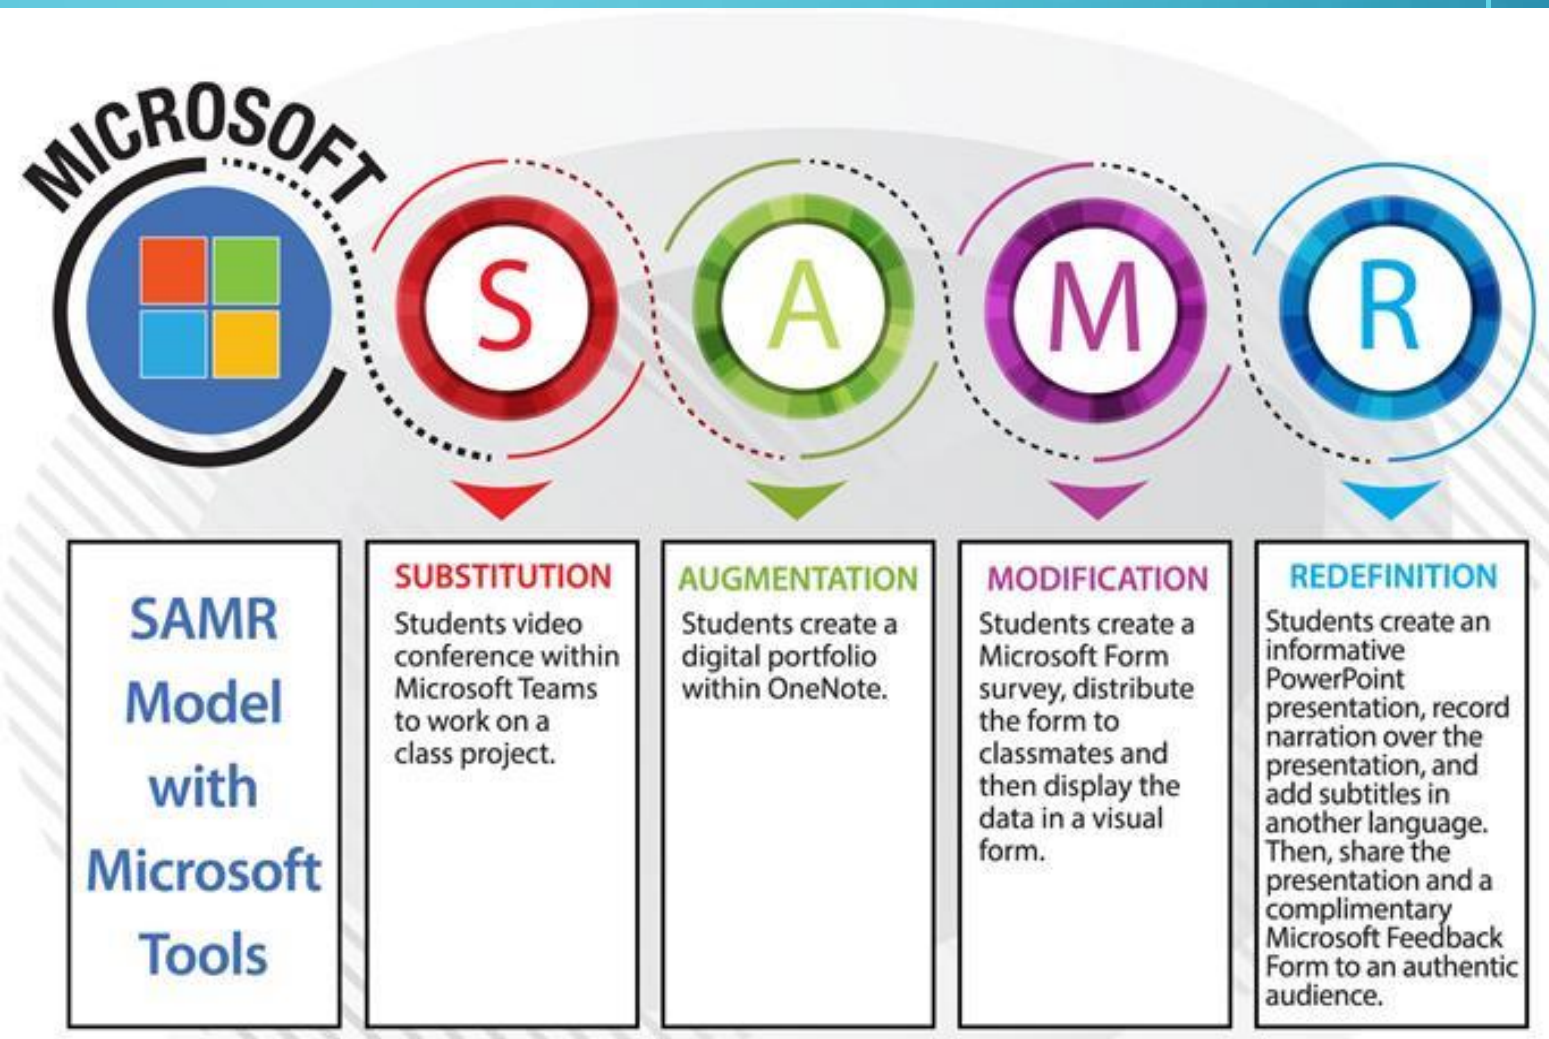 MICROSOFT
S
A
M
R
SAMR
Model
with
Microsoft
Tools
SUBSTITUTION
Students video
conference within
Microsoft Teams
to work on a
class project.
AUGMENTATION
Students create a
digital portfolio
within OneNote.
MODIFICATION
Students create a
Microsoft Form
survey, distribute
the form to
classmates and
then display the
data in a visual
form.
REDEFINITION
Students create an
informative
PowerPoint
presentation, record
narration over the
presentation, and
add subtitles in
another language.
Then, share the
presentation and a
complimentary
Microsoft Feedback
Form to an authentic
audience.